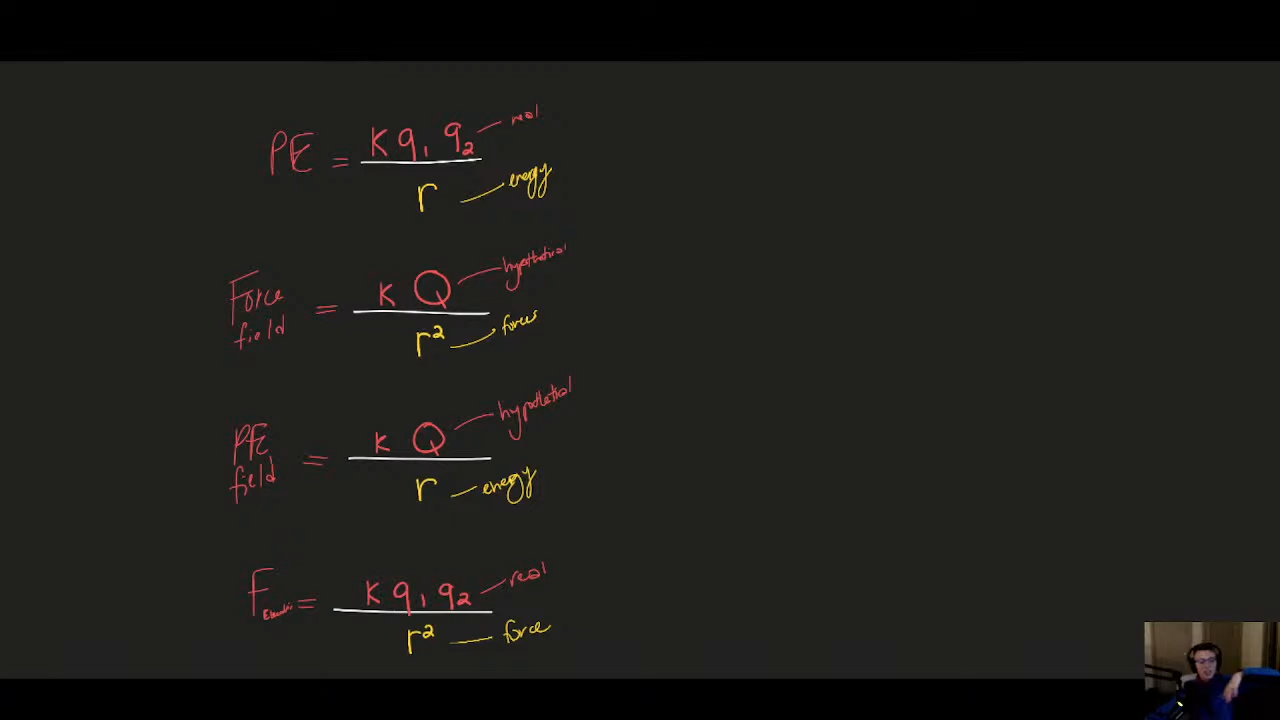 PE = K q1 q2 real
r energy
Force field = K Q hypothetical
r² forces
PE field = K Q hypothetical
r energy
F Electric = K q1 q2 real
r² force